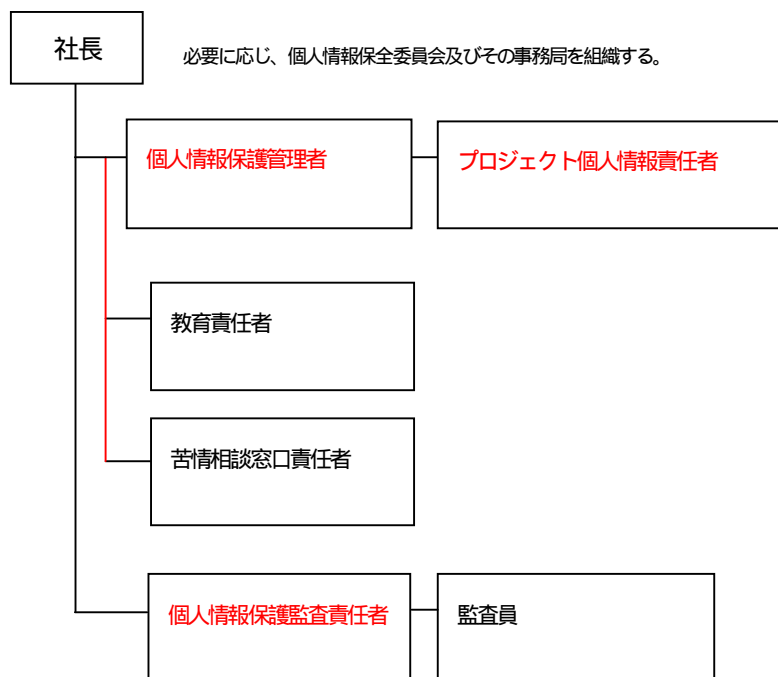 社長
必要に応じ、個人情報保全委員会及びその事務局を組織する。
個人情報保護管理者
プロジェクト個人情報責任者
教育責任者
苦情相談窓口責任者
個人情報保護監査責任者
監査員